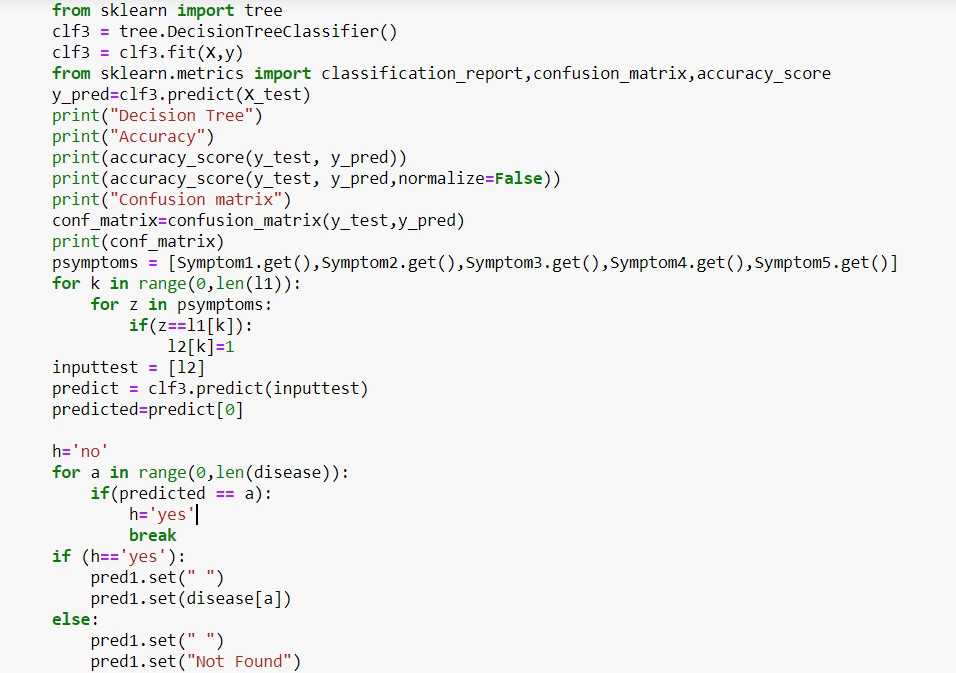 from sklearn import tree
clf3 = tree.DecisionTreeClassifier()
clf3 = clf3.fit(X,y)
from sklearn.metrics import classification_report,confusion_matrix,accuracy_score
y_pred=clf3.predict(X_test)
print("Decision Tree")
print("Accuracy")
print(accuracy_score(y_test, y_pred))
print(accuracy_score(y_test, y_pred,normalize=False))
print("Confusion matrix")
conf_matrix=confusion_matrix(y_test,y_pred)
print(conf_matrix)
psymptoms = [Symptom1.get(),Symptom2.get(),Symptom3.get(),Symptom4.get(),Symptom5.get()]
for k in range(0,len(l1)):
    for z in psymptoms:
        if(z==l1[k]):
            l2[k]=1
inputtest = [l2]
predict = clf3.predict(inputtest)
predicted=predict[0]

h='no'
for a in range(0,len(disease)):
    if(predicted == a):
        h='yes'
        break
if (h=='yes'):
    pred1.set(" ")
    pred1.set(disease[a])
else:
    pred1.set(" ")
    pred1.set("Not Found")